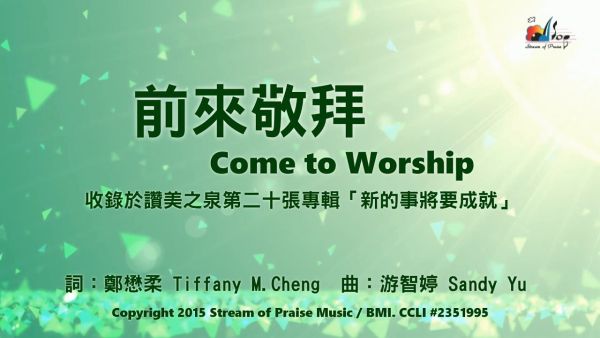 Stream of Praise
前來敬拜
Come to Worship
收錄於讚美之泉第二十張專輯「新的事將要成就」
詞：鄭懋柔 Tiffany M.Cheng 曲：游智婷 Sandy Yu
Copyright 2015 Stream of Praise Music / BMI. CCLI #2351995